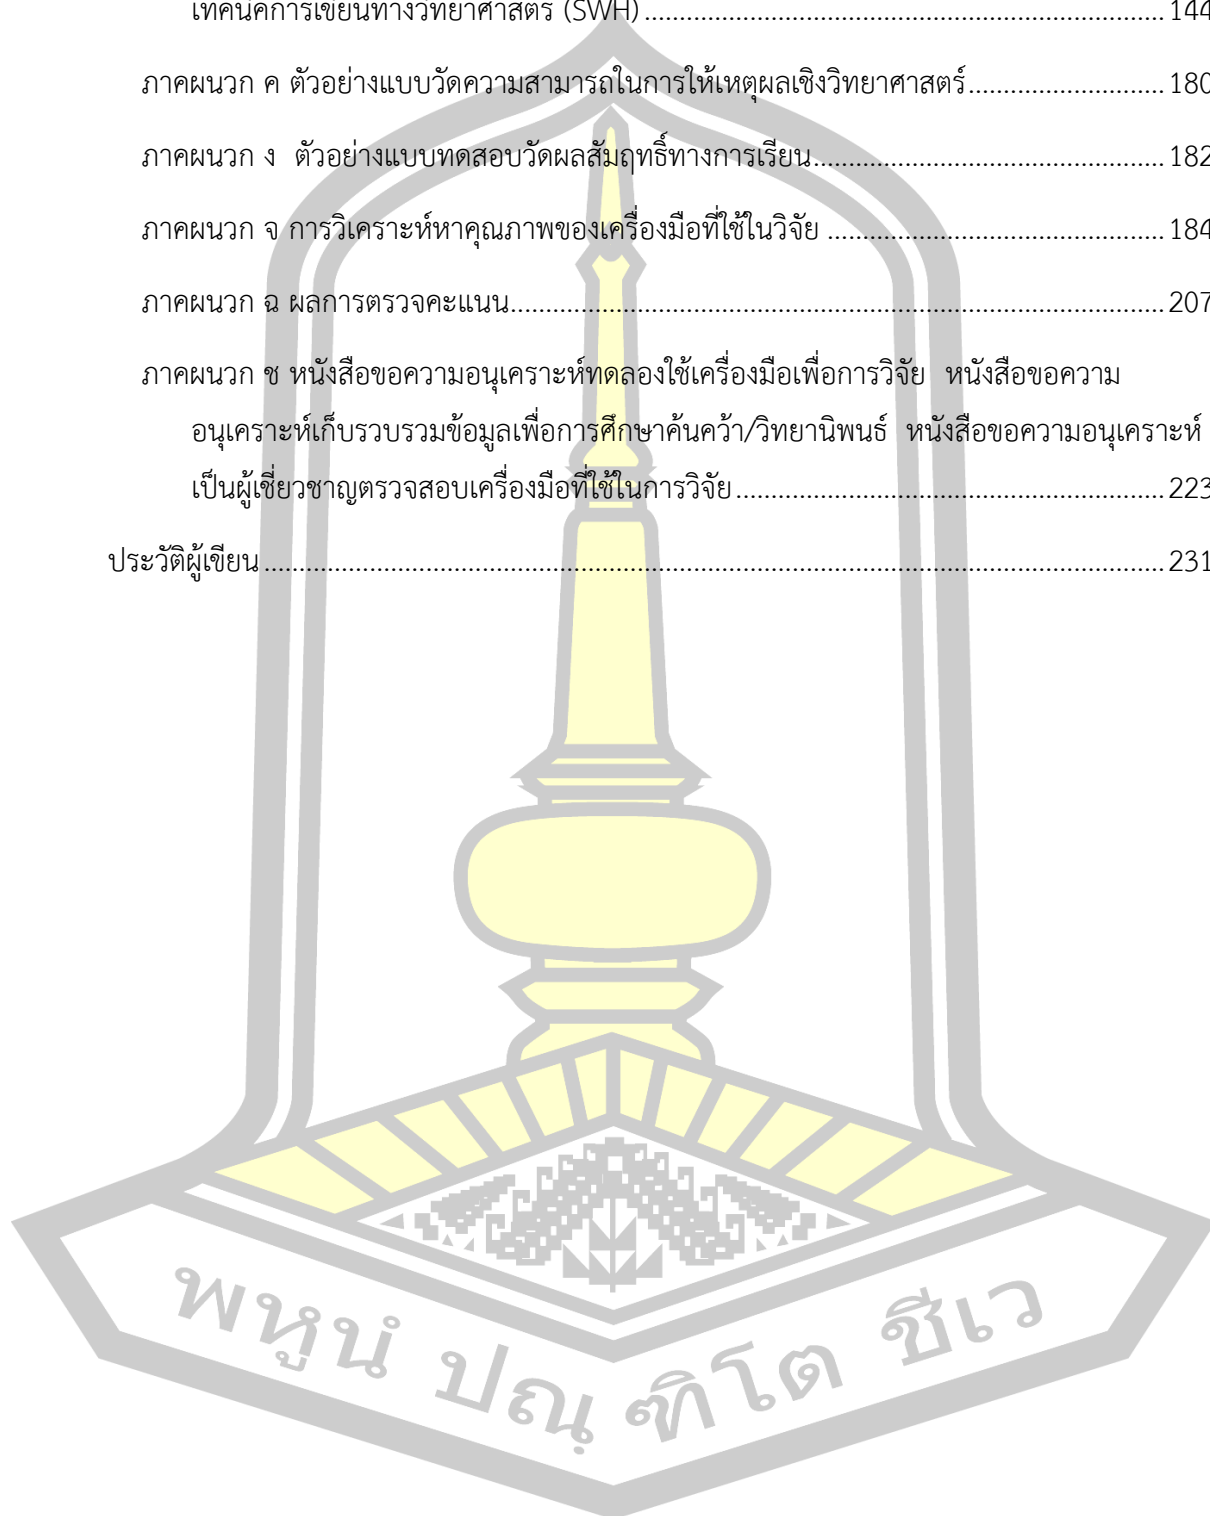 เทคนิคการเขียนทางวิทยาศาสตร์ (SWH) ........................................ 144
ภาคผนวก ค ตัวอย่างแบบวัดความสามารถในการให้เหตุผลเชิงวิทยาศาสตร์ ........................... 180
ภาคผนวก ง  ตัวอย่างแบบทดสอบวัดผลสัมฤทธิ์ทางการเรียน ........................................ 182
ภาคผนวก จ การวิเคราะห์หาคุณภาพของเครื่องมือที่ใช้ในวิจัย ........................................ 184
ภาคผนวก ฉ ผลการตรวจคะแนน ........................................ 207
ภาคผนวก ช หนังสือขอความอนุเคราะห์ทดลองใช้เครื่องมือเพื่อการวิจัย  หนังสือขอความ
อนุเคราะห์เก็บรวบรวมข้อมูลเพื่อการศึกษาค้นคว้า/วิทยานิพนธ์  หนังสือขอความอนุเคราะห์
เป็นผู้เชี่ยวชาญตรวจสอบเครื่องมือที่ใช้ในการวิจัย ........................................ 223
ประวัติผู้เขียน ........................................ 231
พหูนํ ปณฺฑิโต ชีเว